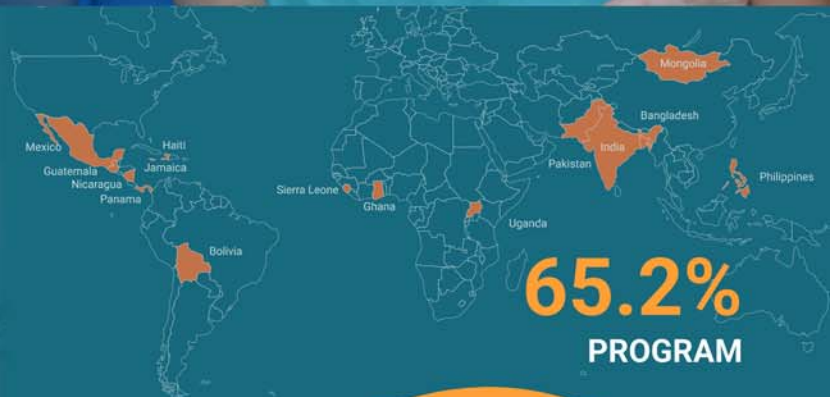 Mongolia
Bangladesh
Mexico
Haiti
India
Guatemala
Jamaica
Pakistan
Nicaragua
Philippines
Sierra Leone
Panama
Ghana
Uganda
Bolivia
65.2%
PROGRAM